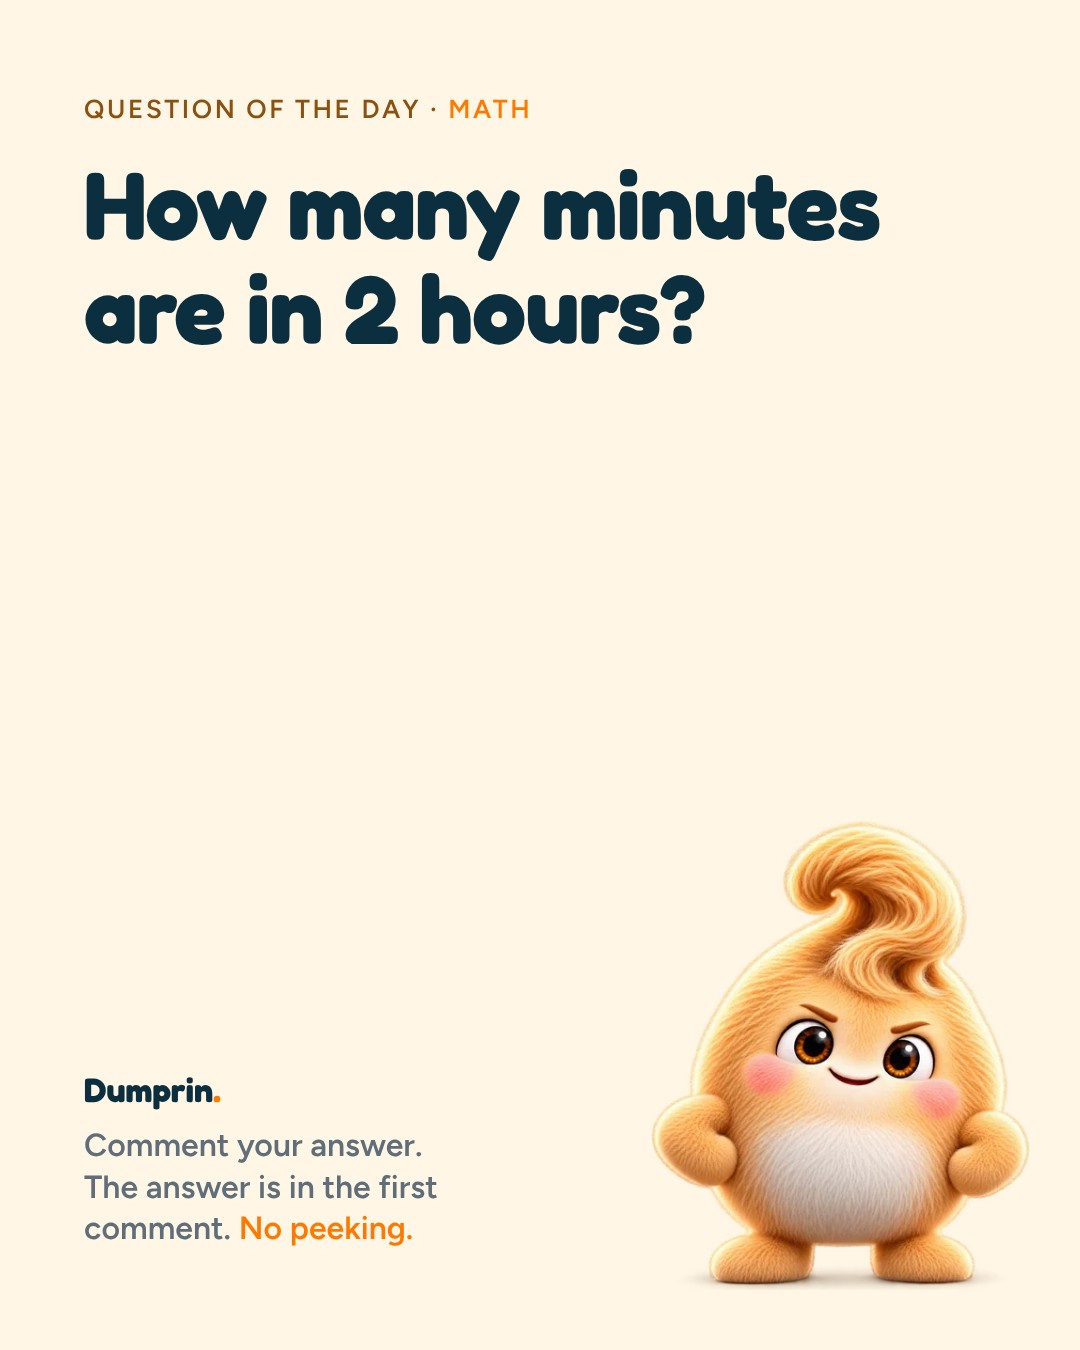 QUESTION OF THE DAY · MATH
How many minutes
are in 2 hours?
Dumprin.
Comment your answer.
The answer is in the first
comment. No peeking.